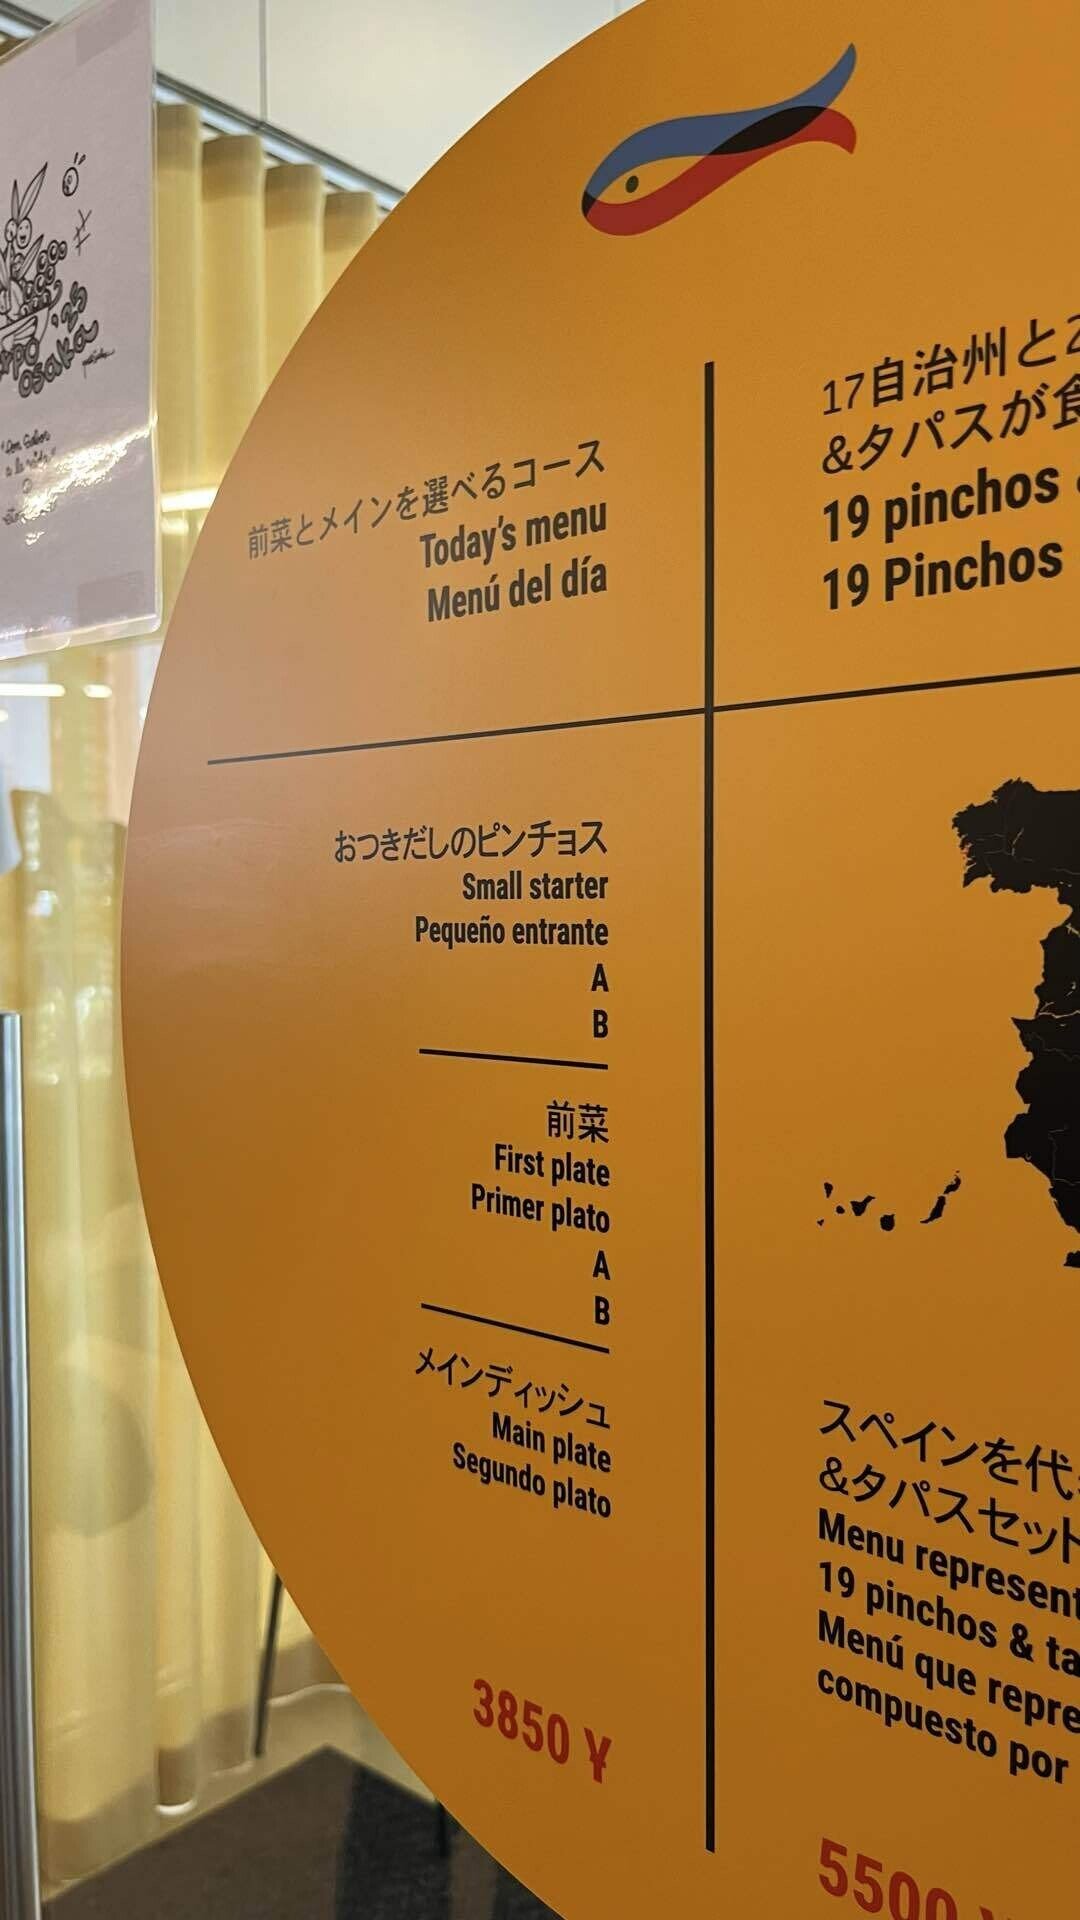 Osaka
前菜とメインを選べるコース
Today's menu
Menú del día
17自治州と2
&タパスが食
19 pinchos
19 Pinchos
おつきだしのピンチョス
Small starter
Pequeño entrante
A
B
前菜
First plate
Primer plato
A
B
メインディッシュ
Main plate
Segundo plato
3850 ¥
スペインを代
&タパスセット
Menu represent
19 pinchos & ta
Menú que repre
compuesto por
5500 ¥